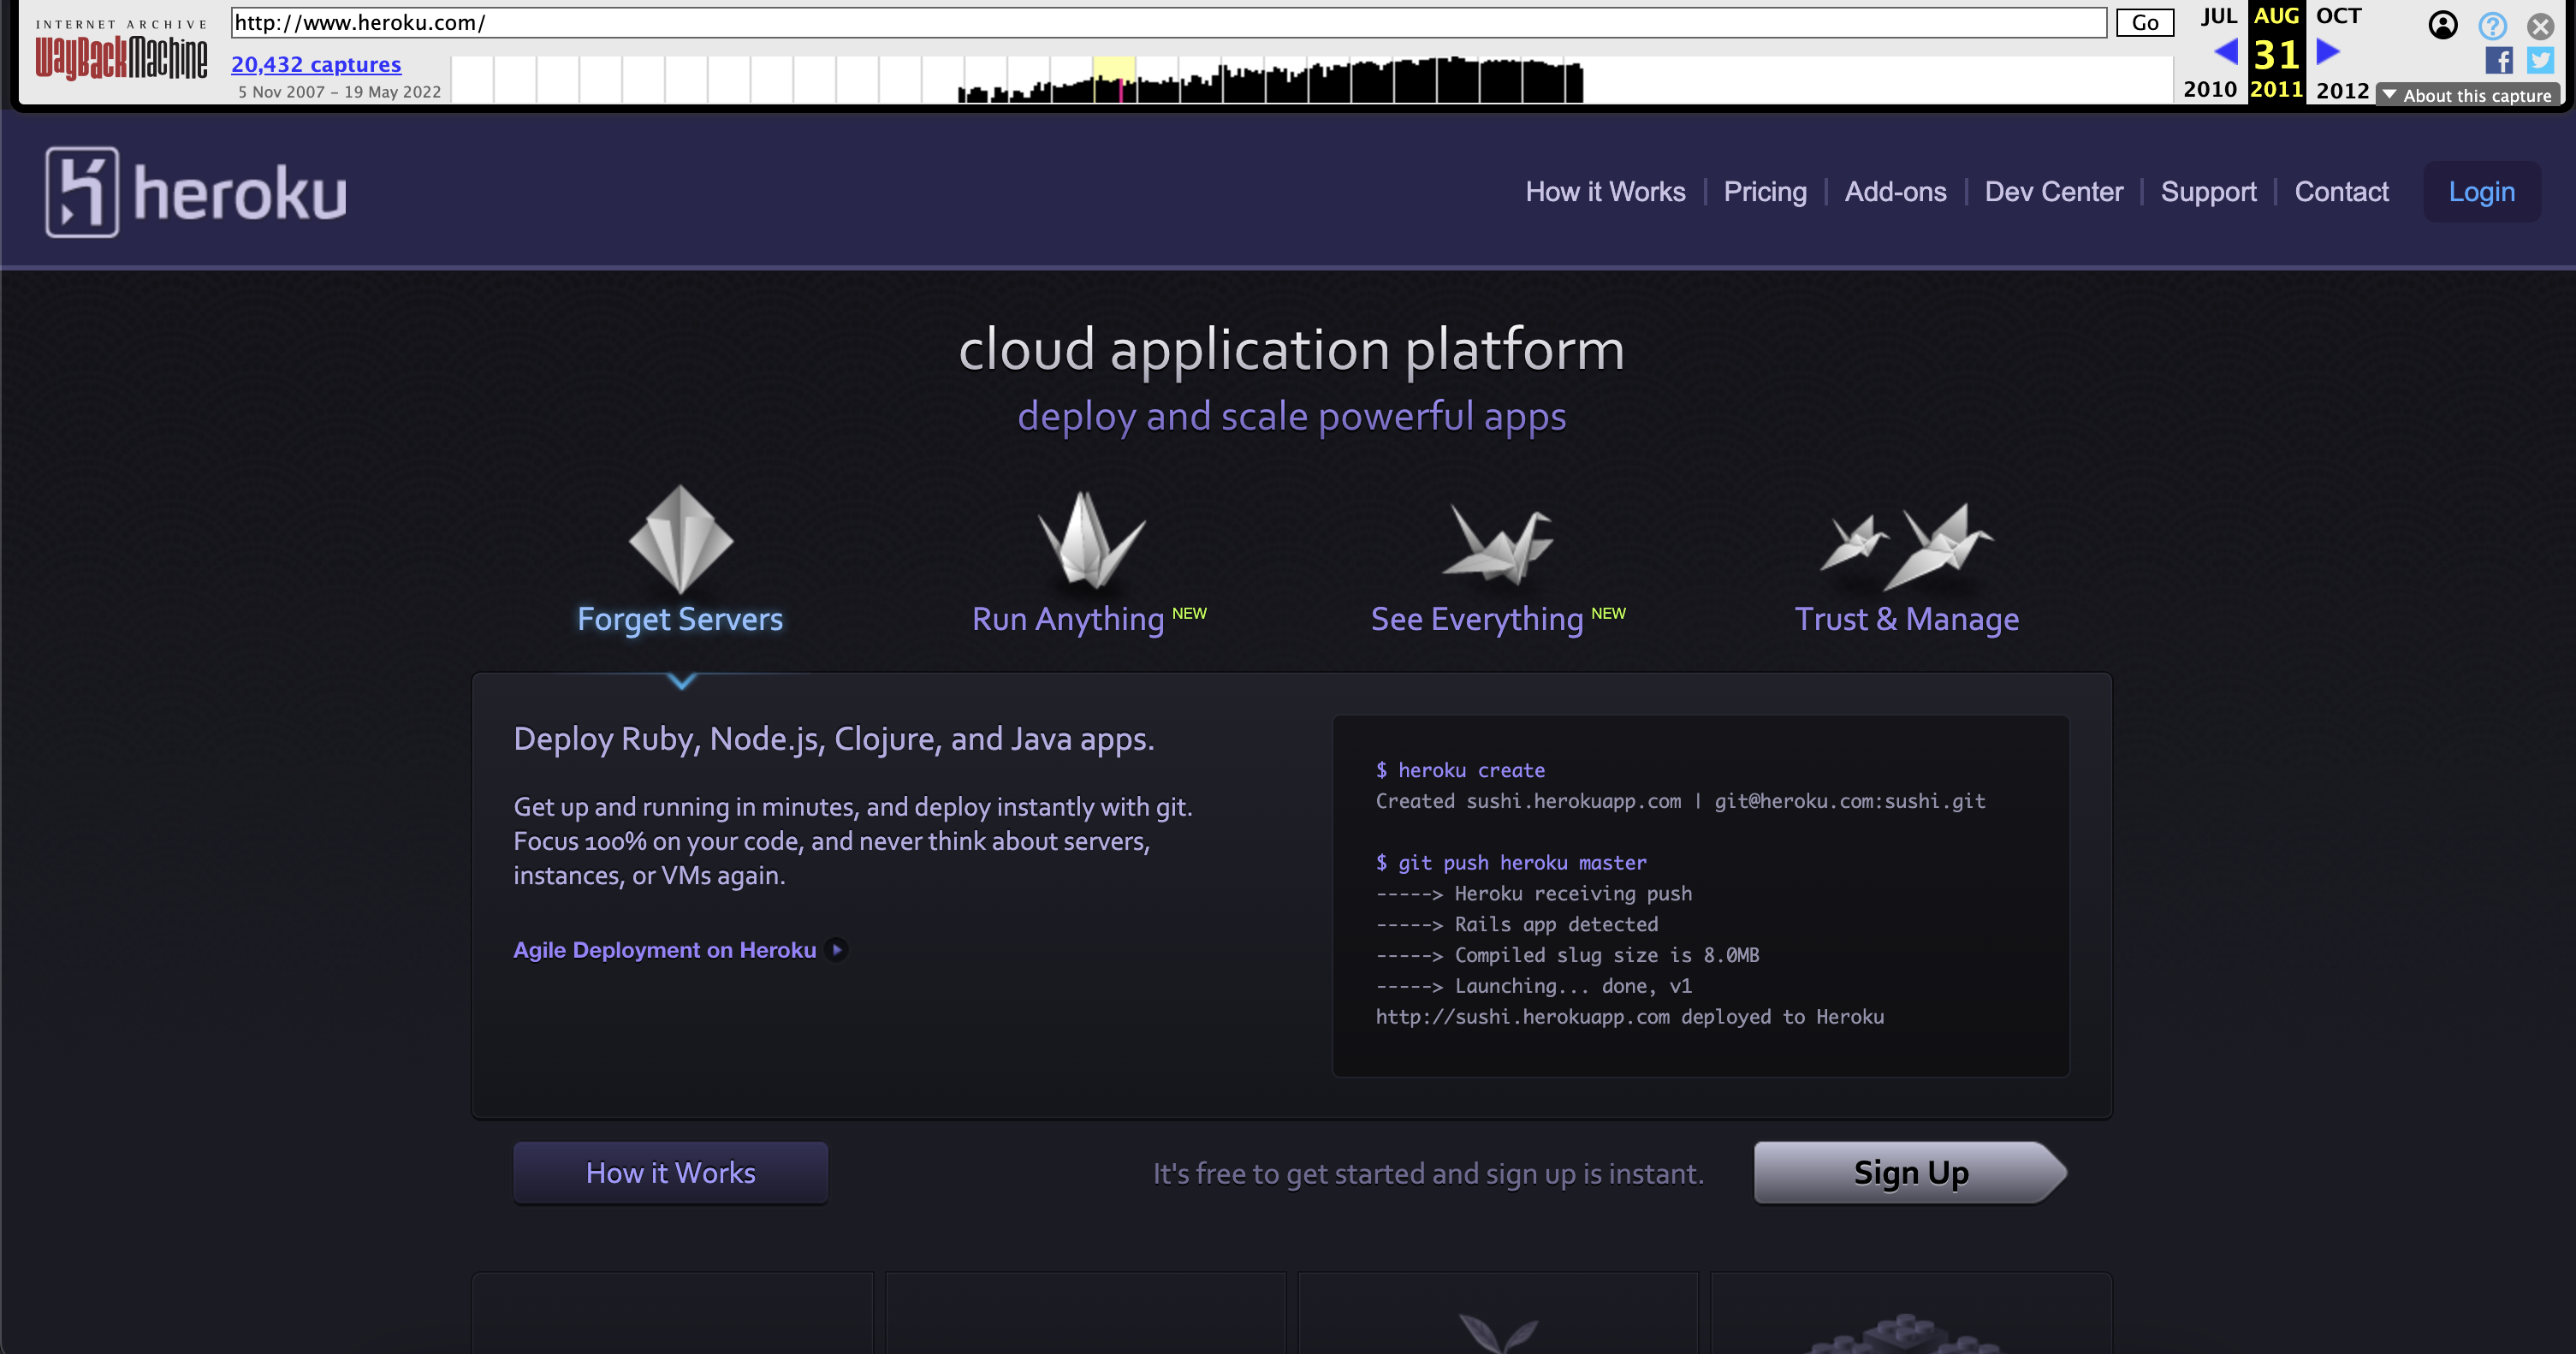 INTERNET ARCHIVE
WayBackMachine
http://www.heroku.com/
Go
20,432 captures
5 Nov 2007 – 19 May 2022
JUL
AUG
OCT
31
2010
2011
2012
About this capture
heroku
How it Works
Pricing
Add-ons
Dev Center
Support
Contact
Login
cloud application platform
deploy and scale powerful apps
Forget Servers
Run Anything NEW
See Everything NEW
Trust & Manage
Deploy Ruby, Node.js, Clojure, and Java apps.
Get up and running in minutes, and deploy instantly with git.
Focus 100% on your code, and never think about servers,
instances, or VMs again.
Agile Deployment on Heroku
$ heroku create
Created sushi.herokuapp.com | git@heroku.com:sushi.git
$ git push heroku master
-----> Heroku receiving push
-----> Rails app detected
-----> Compiled slug size is 8.0MB
-----> Launching... done, v1
http://sushi.herokuapp.com deployed to Heroku
How it Works
It's free to get started and sign up is instant.
Sign Up